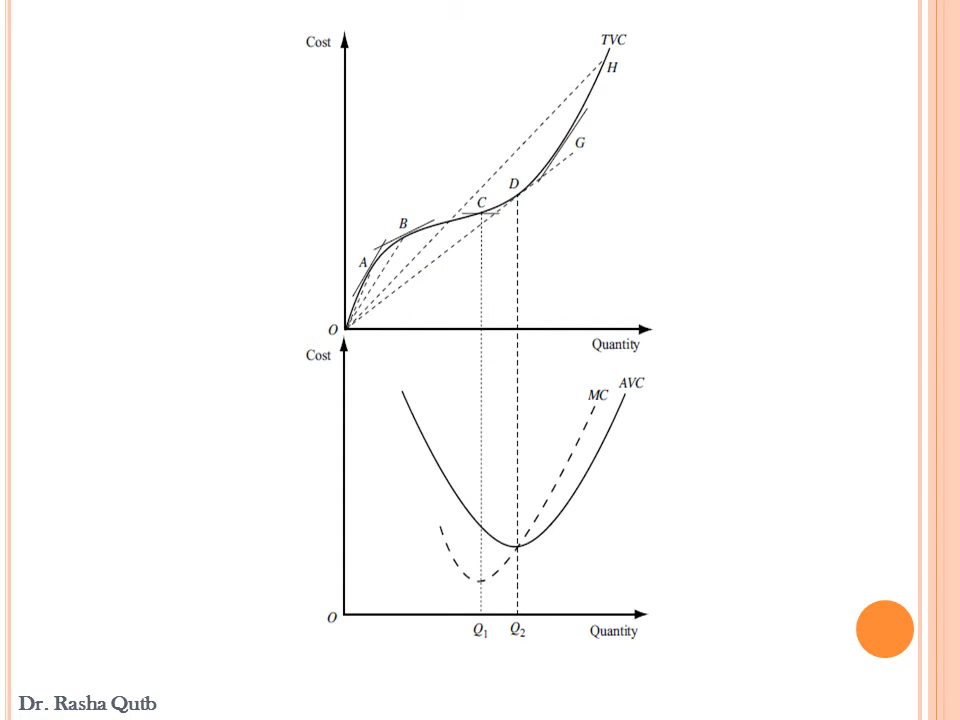 Cost
TVC
H
G
D
C
B
A
O
Quantity
Cost
AVC
MC
O
Q1 Q2
Quantity
Dr. Rasha Qutb